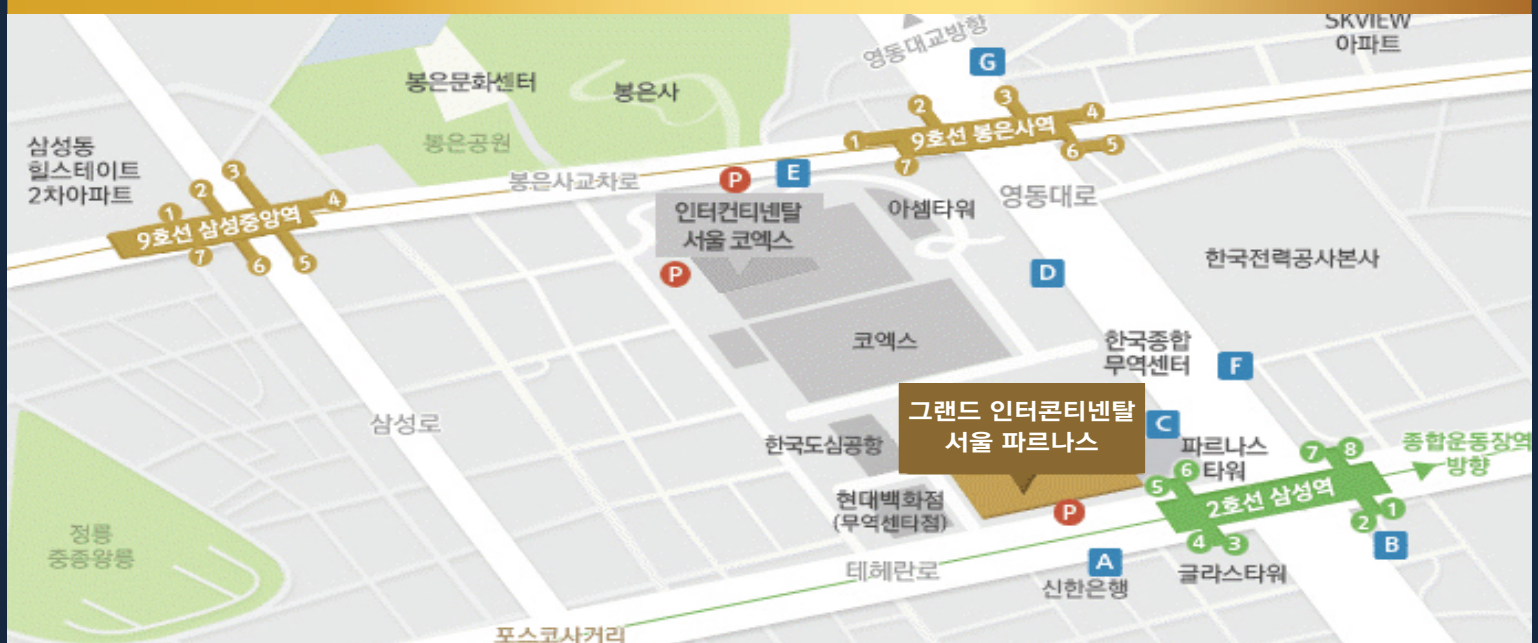 SKVIEW
아파트
영동대교방향
G
봉은문화센터
봉은사
봉은공원
삼성동
힐스테이트
2차아파트
3
2
1
4
9호선 삼성중앙역
7
6
5
봉은사교차로
P
E
2
3
4
1
9호선 봉은사역
7
6
5
인터컨티넨탈
서울 코엑스
P
아셈타워
영동대로
D
한국전력공사본사
코엑스
한국종합
무역센터
F
그랜드 인터콘티넨탈
서울 파르나스
C
삼성로
한국도심공항
파르나스
타워
종합운동장역
방향
7
8
6
5
2호선 삼성역
1
2
4
3
현대백화점
(무역센타점)
P
B
정릉
중종왕릉
테헤란로
A
신한은행
글라스타워
포스코사거리